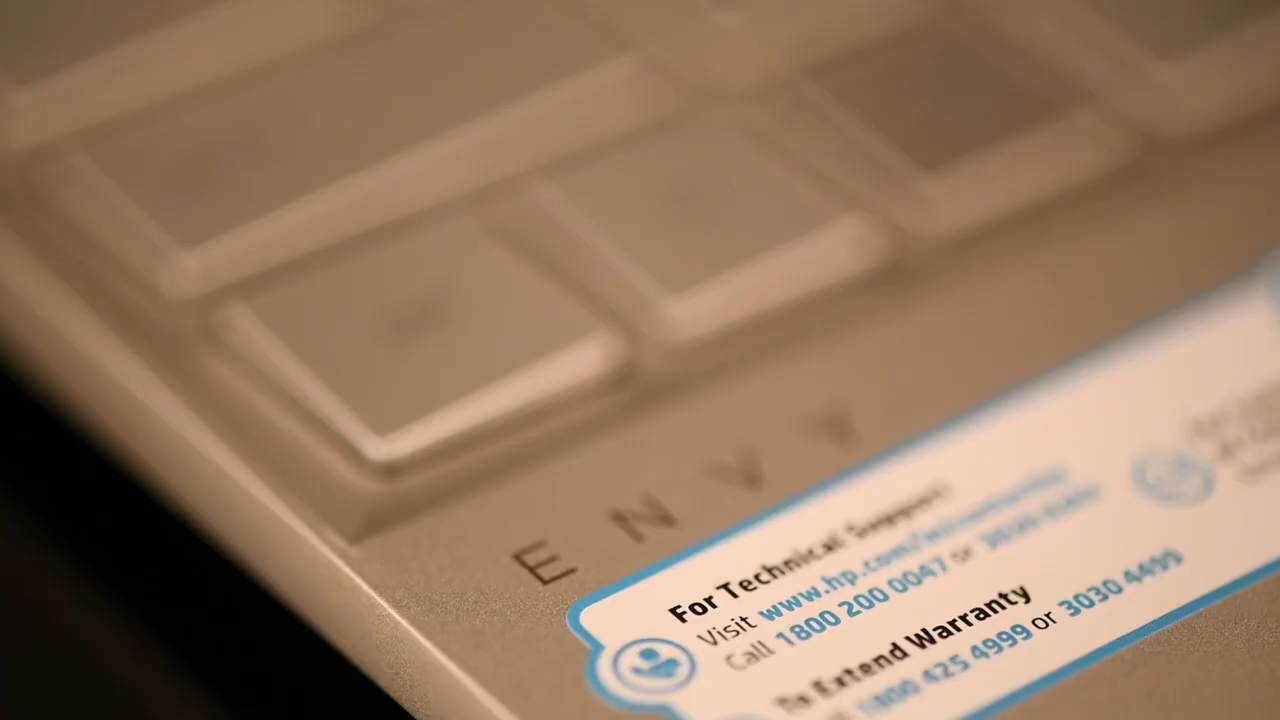 ENVY
For Technical Support
Visit www.hp.com/in/
Call 1800 200 0047 or
To Extend Warranty
1800 425 4999 or 3030 4499